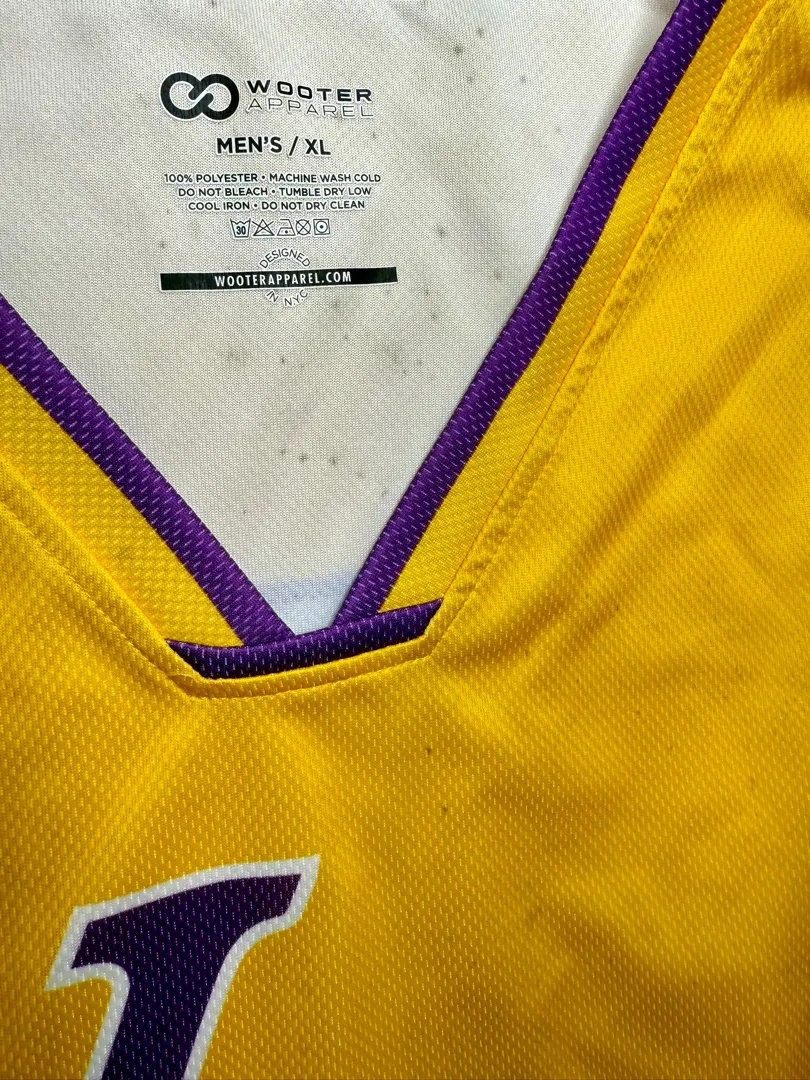 WOOTER
APPAREL
MEN'S / XL
100% POLYESTER • MACHINE WASH COLD
DO NOT BLEACH • TUMBLE DRY LOW
COOL IRON • DO NOT DRY CLEAN
30
DESIGNED
WOOTERAPPAREL.COM
IN NYC